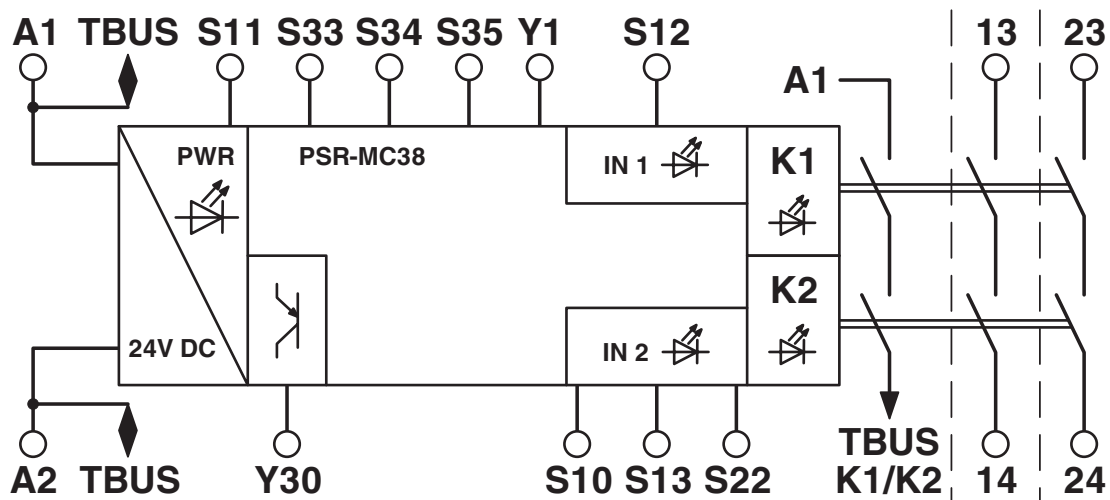 A1 TBUS S11 S33 S34 S35 Y1 S12 13 23
A1
PWR PSR-MC38 IN 1 K1
K2
24V DC IN 2
TBUS
A2 TBUS Y30 S10 S13 S22 K1/K2 14 24